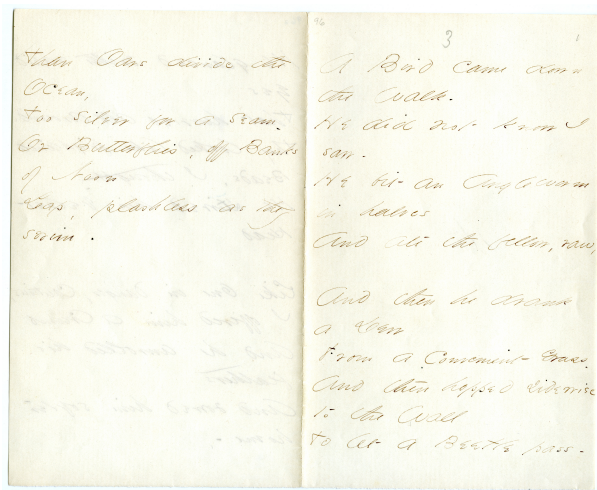 than Oars divide the
Ocean,
too silver for a seam.
Or Butterflies, off Banks
of Noon
Leap, plashless as they
swim.
3
A Bird came down
the Walk.
He did not know I
saw.
He bit an Angleworm
in halves
And ate the fellow, raw,
And then he drank
a Dew
From a Convenient Grass.
And then hopped sidewise
to the Wall
to let a Beetle pass.